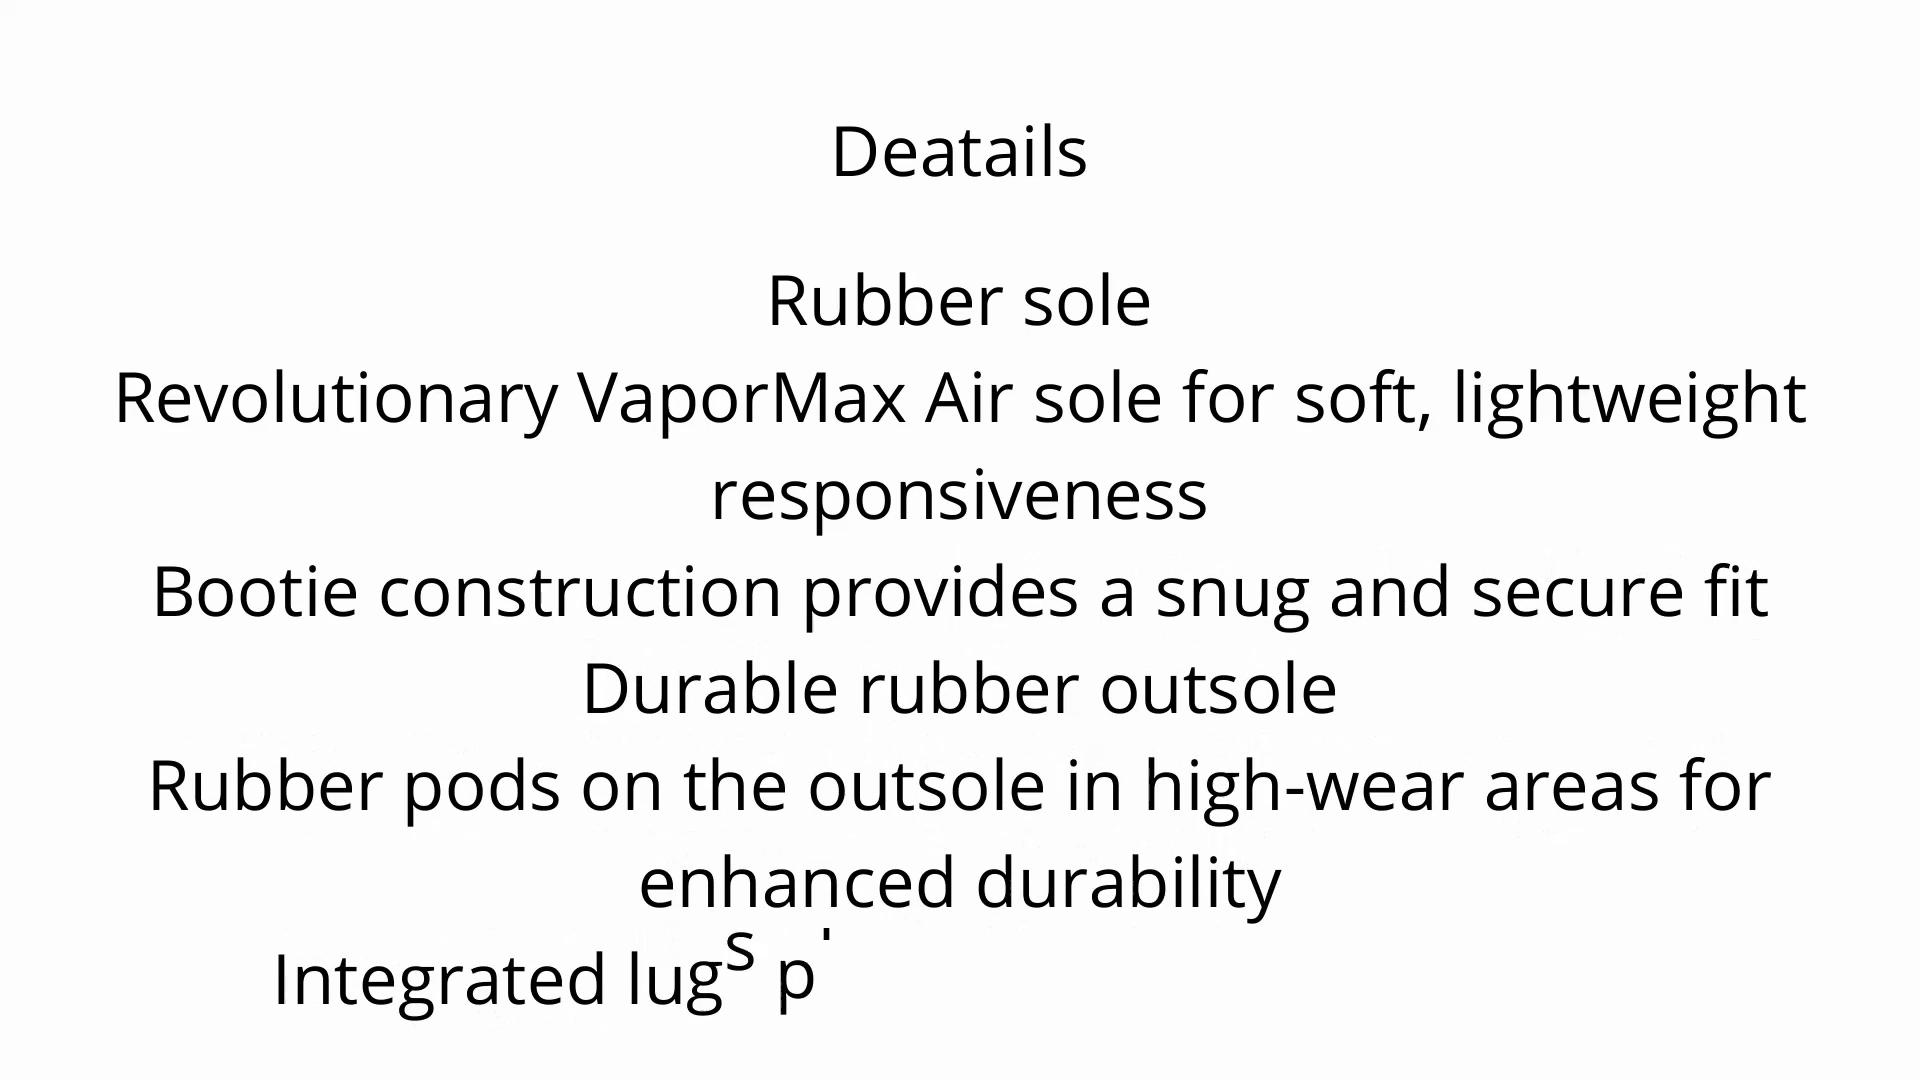 Deatails
Rubber sole
Revolutionary VaporMax Air sole for soft, lightweight
responsiveness
Bootie construction provides a snug and secure fit
Durable rubber outsole
Rubber pods on the outsole in high-wear areas for
enhanced durability
Integrated lugs p